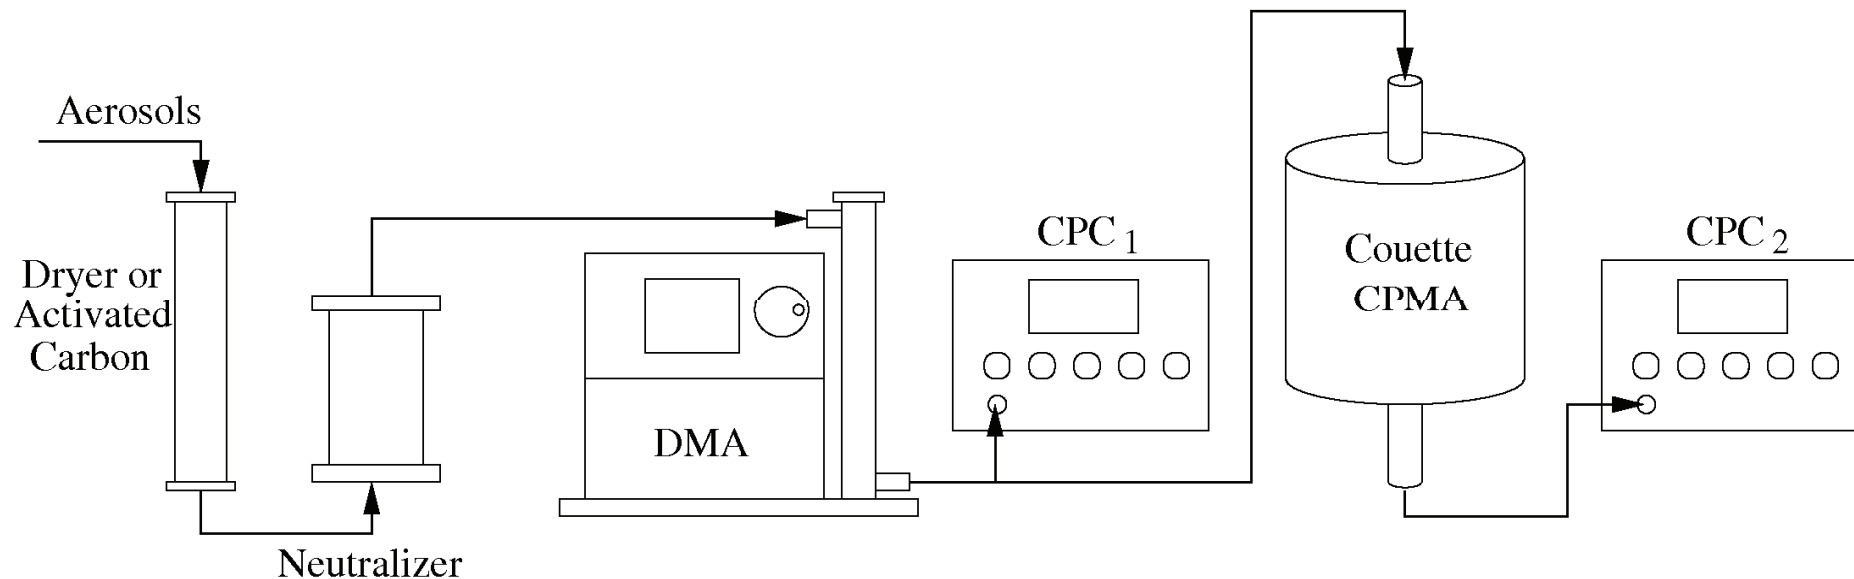 Aerosols
Dryer or
Activated
Carbon
Neutralizer
DMA
CPC 1
Couette
CPMA
CPC 2